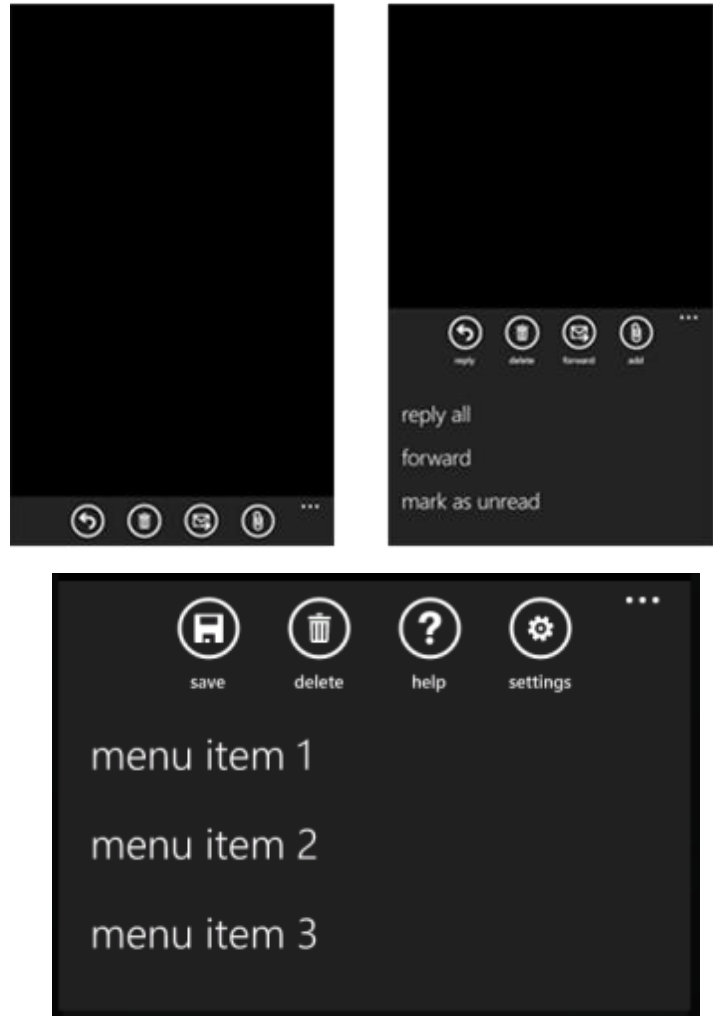 reply delete forward add
reply all
forward
mark as unread
save delete help settings
menu item 1
menu item 2
menu item 3